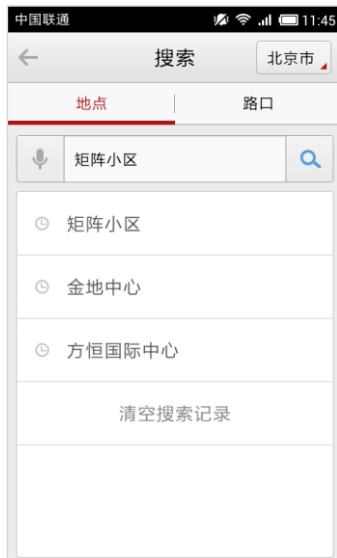 中国联通 11:45
搜索 北京市
地点 路口
矩阵小区
矩阵小区
金地中心
方恒国际中心
清空搜索记录